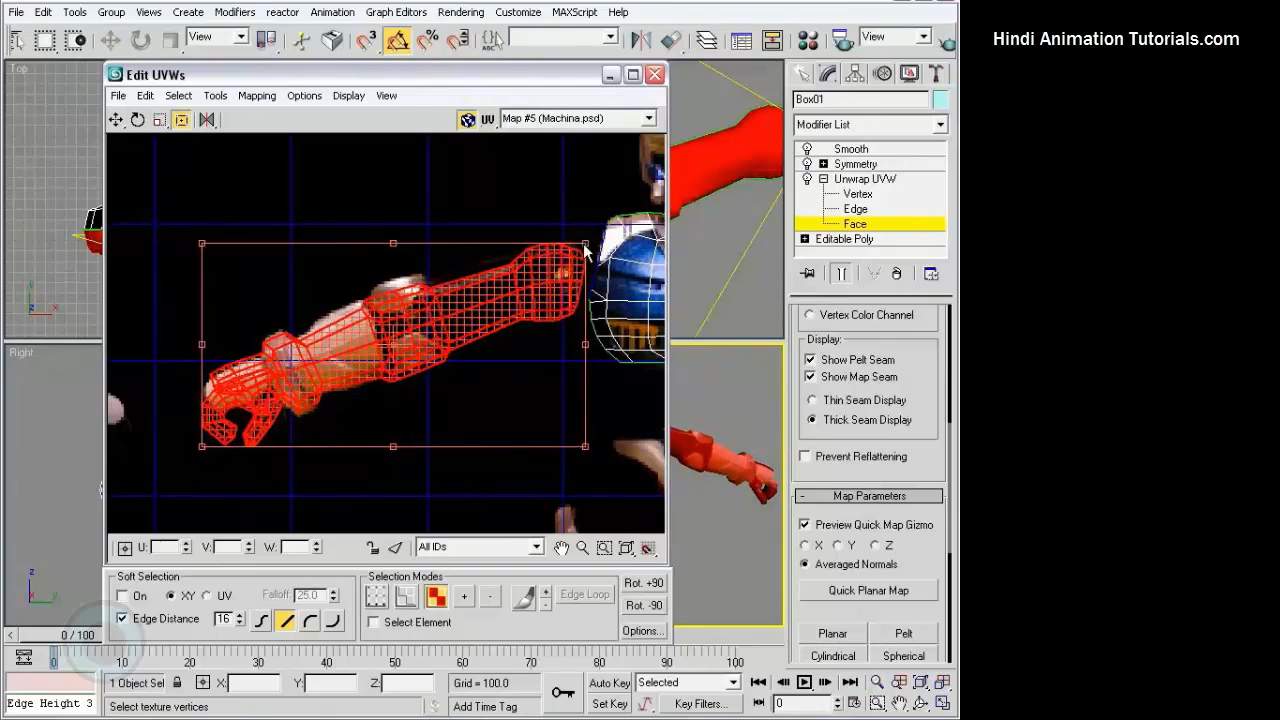 File Edit Tools Group Views Create Modifiers reactor Animation Graph Editors Rendering Customize MAXScript Help
Hindi Animation Tutorials.com
View 3 % ABC View
Top
Edit UVWs
File Edit Select Tools Mapping Options Display View
UV Map #5 (Machina.psd)
Box01
Modifier List
Smooth
Symmetry
Unwrap UVW
Vertex
Edge
Face
Editable Poly
Vertex Color Channel
Display:
Show Pelt Seam
Show Map Seam
Thin Seam Display
Thick Seam Display
Prevent Reflattening
Map Parameters
Preview Quick Map Gizmo
X Y Z
Averaged Normals
Quick Planar Map
Planar Pelt
Cylindrical Spherical
z
x
Right
z
y
U: V: W: All IDs
Soft Selection
On XY UV Falloff: 25.0
Edge Distance 16
Selection Modes
+ - + - Edge Loop
Select Element
Rot. +90
Rot. -90
Options...
0 / 100
0 10 20 30 40 50 60 70 80 90 100
1 Object Sel X: Y: Z: Grid = 100.0 Auto Key Selected
Edge Height 3 Select texture vertices Add Time Tag Set Key Key Filters... 0